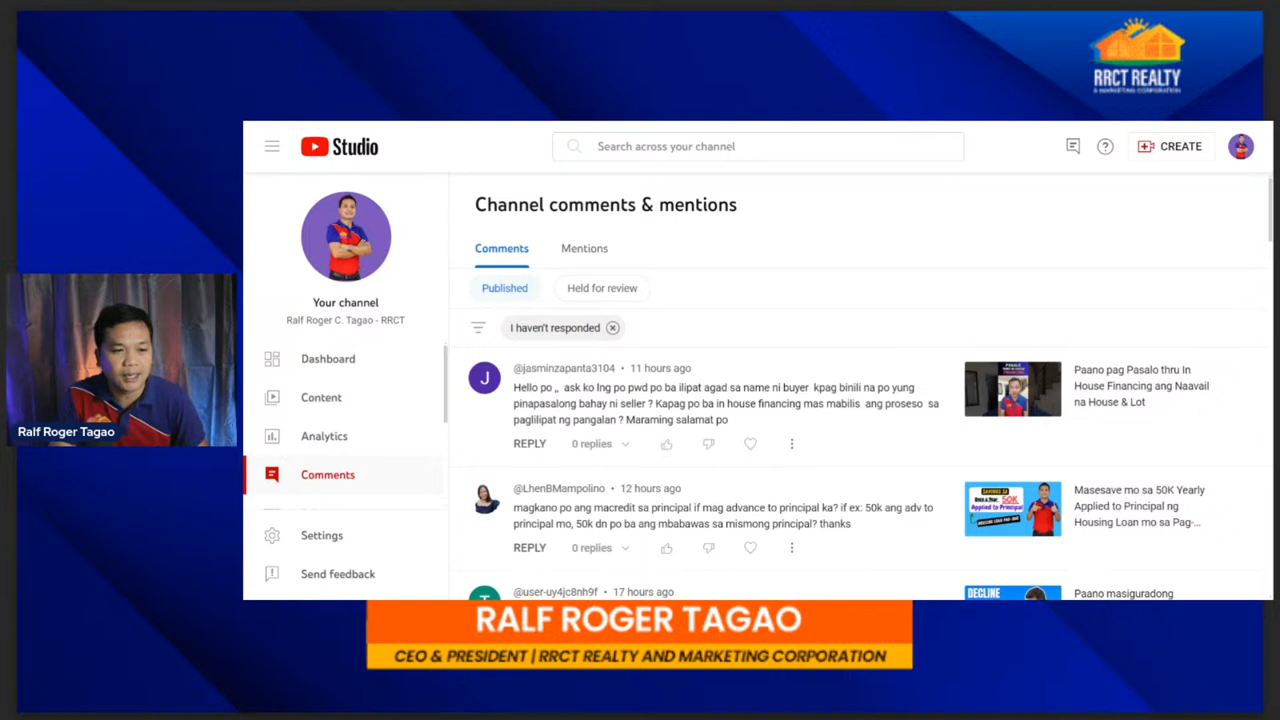 RRCT REALTY
& MARKETING CORPORATION
Studio
Search across your channel
CREATE
Your channel
Ralf Roger C. Tagao - RRCT
Dashboard
Content
Analytics
Comments
Settings
Send feedback
Channel comments & mentions
Comments
Mentions
Published
Held for review
I haven't responded
J
@jasminzapanta3104 • 11 hours ago
Hello po ,, ask ko lng po pwd po ba ilipat agad sa name ni buyer kpag binili na po yung
pinapasalong bahay ni seller ? Kapag po ba in house financing mas mabilis ang proseso sa
paglilipat ng pangalan ? Maraming salamat po
REPLY
0 replies
Paano pag Pasalo thru In
House Financing ang Naavail
na House & Lot
@LhenBMampolino • 12 hours ago
magkano po ang macredit sa principal if mag advance to principal ka? if ex: 50k ang adv to
principal mo, 50k dn po ba ang mbabawas sa mismong principal? thanks
REPLY
0 replies
50K
Applied to Principal
Masesave mo sa 50K Yearly
Applied to Principal ng
Housing Loan mo sa Pag-...
@user-uy4jc8nh9f • 17 hours ago
DECLINE
Paano masiguradong
Ralf Roger Tagao
RALF ROGER TAGAO
CEO & PRESIDENT | RRCT REALTY AND MARKETING CORPORATION